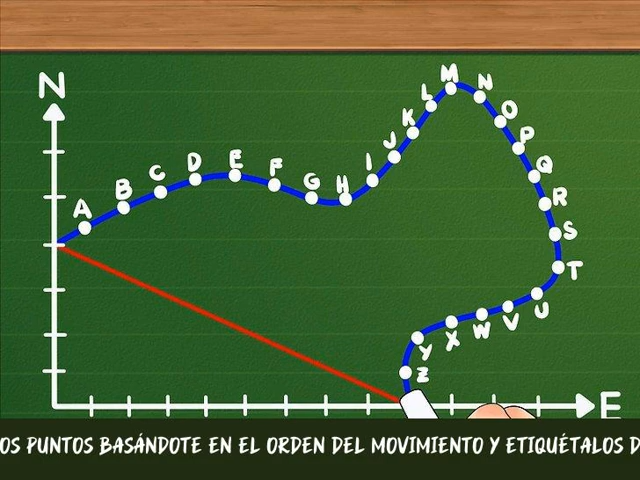 N
M
N
L
O
K
P
J
Q
I
R
H
S
G
T
F
U
E
V
D
W
C
X
B
Y
A
Z
E
OS PUNTOS BASÁNDOTE EN EL ORDEN DEL MOVIMIENTO Y ETIQUÉTALOS D